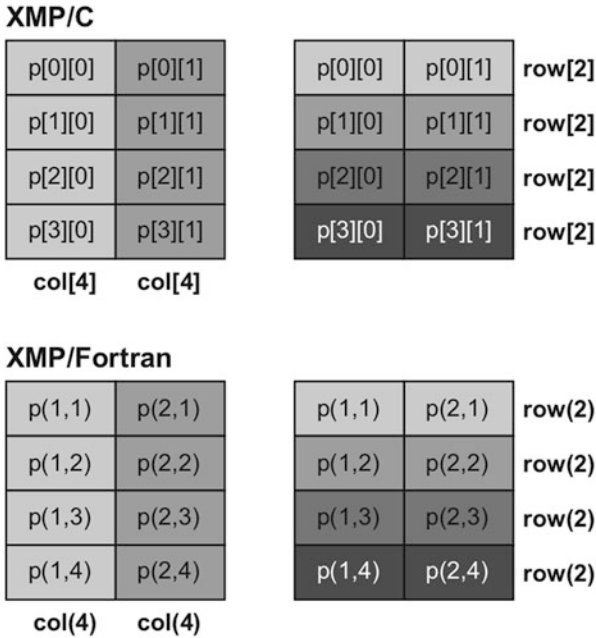 XMP/C
p[0][0] p[0][1] p[0][0] p[0][1] row[2]
p[1][0] p[1][1] p[1][0] p[1][1] row[2]
p[2][0] p[2][1] p[2][0] p[2][1] row[2]
p[3][0] p[3][1] p[3][0] p[3][1] row[2]
col[4] col[4]
XMP/Fortran
p(1,1) p(2,1) p(1,1) p(2,1) row(2)
p(1,2) p(2,2) p(1,2) p(2,2) row(2)
p(1,3) p(2,3) p(1,3) p(2,3) row(2)
p(1,4) p(2,4) p(1,4) p(2,4) row(2)
col(4) col(4)